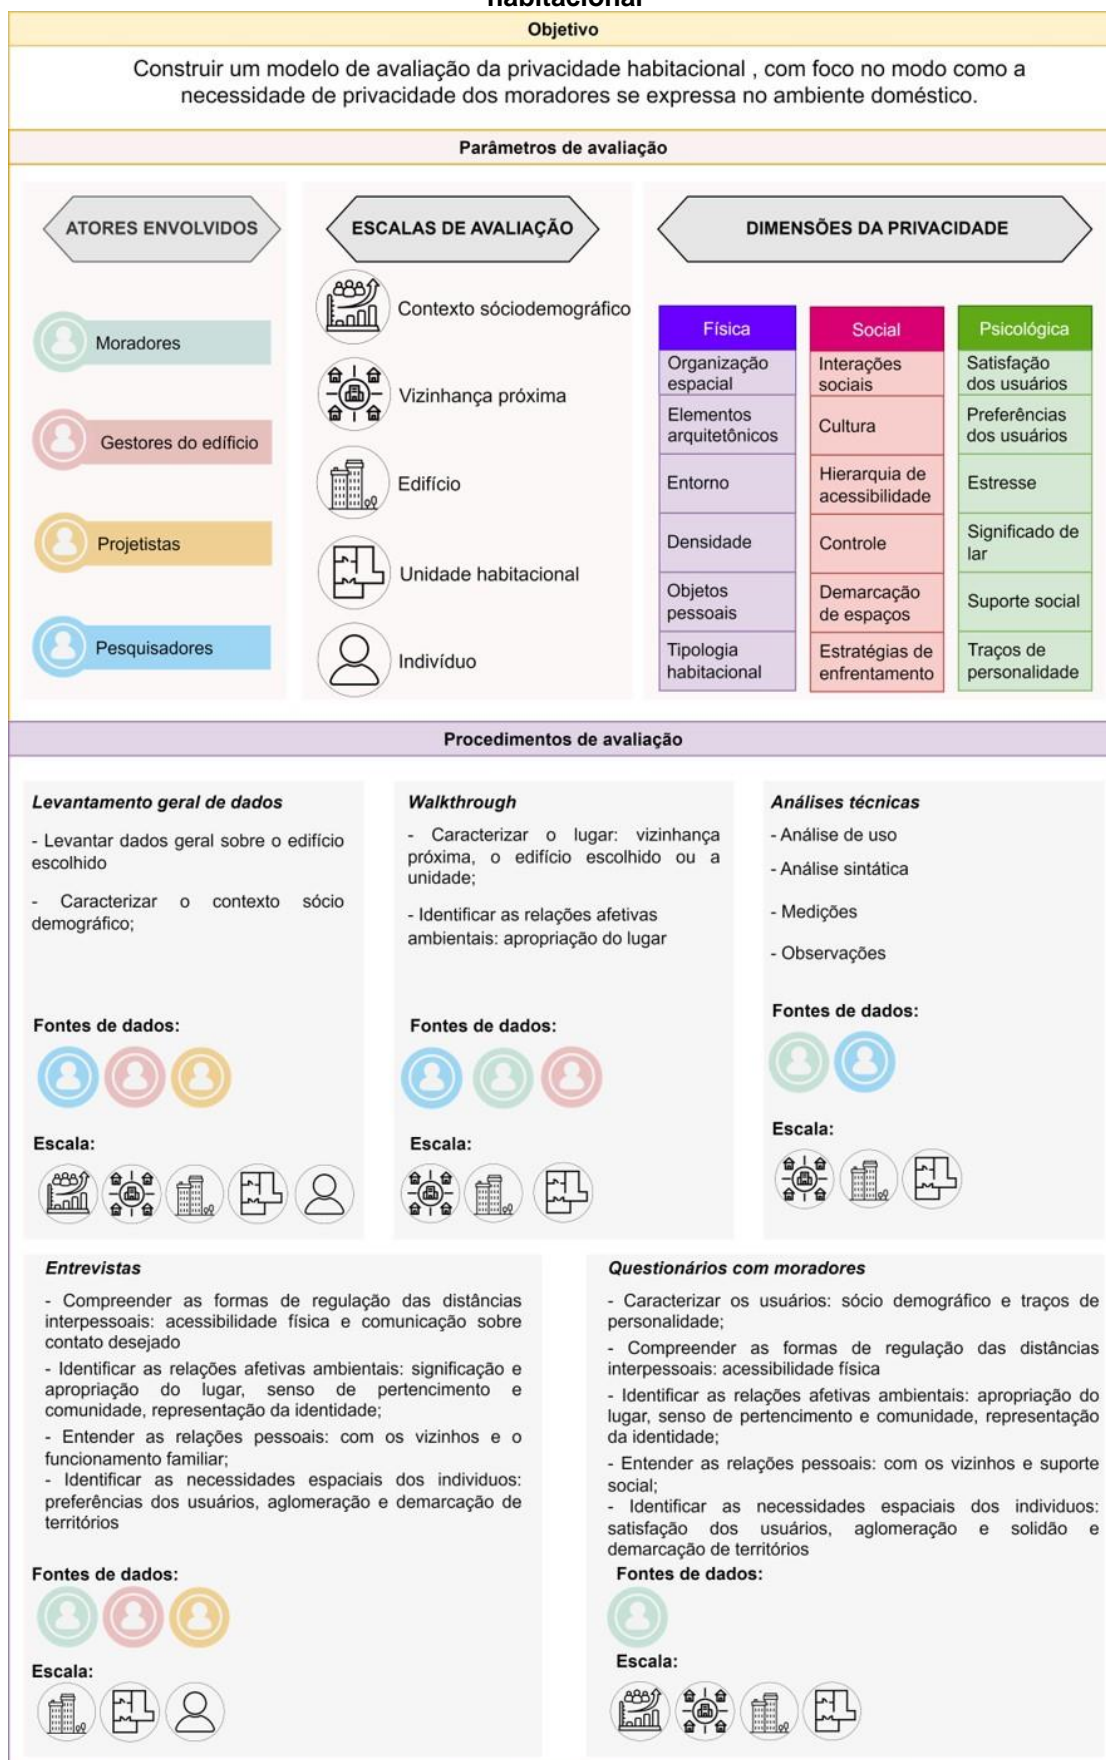 habitacional
Objetivo
Construir um modelo de avaliação da privacidade habitacional , com foco no modo como a
necessidade de privacidade dos moradores se expressa no ambiente doméstico.
Parâmetros de avaliação
ATORES ENVOLVIDOS
Moradores
Gestores do edíficio
Projetistas
Pesquisadores
ESCALAS DE AVALIAÇÃO
Contexto sóciodemográfico
Vizinhança próxima
Edifício
Unidade habitacional
Indivíduo
DIMENSÕES DA PRIVACIDADE
Física
Organização
espacial
Elementos
arquitetônicos
Entorno
Densidade
Objetos
pessoais
Tipologia
habitacional
Social
Interações
sociais
Cultura
Hierarquia de
acessibilidade
Controle
Demarcação
de espaços
Estratégias de
enfrentamento
Psicológica
Satisfação
dos usuários
Preferências
dos usuários
Estresse
Significado de
lar
Suporte social
Traços de
personalidade
Procedimentos de avaliação
Levantamento geral de dados
- Levantar dados geral sobre o edifício
escolhido
- Caracterizar o contexto sócio
demográfico;
Fontes de dados:
Escala:
Walkthrough
- Caracterizar o lugar: vizinhança
próxima, o edifício escolhido ou a
unidade;
- Identificar as relações afetivas
ambientais: apropriação do lugar
Fontes de dados:
Escala:
Análises técnicas
- Análise de uso
- Análise sintática
- Medições
- Observações
Fontes de dados:
Escala:
Entrevistas
- Compreender as formas de regulação das distâncias
interpessoais: acessibilidade física e comunicação sobre
contato desejado
- Identificar as relações afetivas ambientais: significação e
apropriação do lugar, senso de pertencimento e
comunidade, representação da identidade;
- Entender as relações pessoais: com os vizinhos e o
funcionamento familiar;
- Identificar as necessidades espaciais dos individuos:
preferências dos usuários, aglomeração e demarcação de
territórios
Fontes de dados:
Escala:
Questionários com moradores
- Caracterizar os usuários: sócio demográfico e traços de
personalidade;
- Compreender as formas de regulação das distâncias
interpessoais: acessibilidade física
- Identificar as relações afetivas ambientais: apropriação do
lugar, senso de pertencimento e comunidade, representação
da identidade;
- Entender as relações pessoais: com os vizinhos e suporte
social;
- Identificar as necessidades espaciais dos individuos:
satisfação dos usuários, aglomeração e solidão e
demarcação de territórios
Fontes de dados:
Escala: